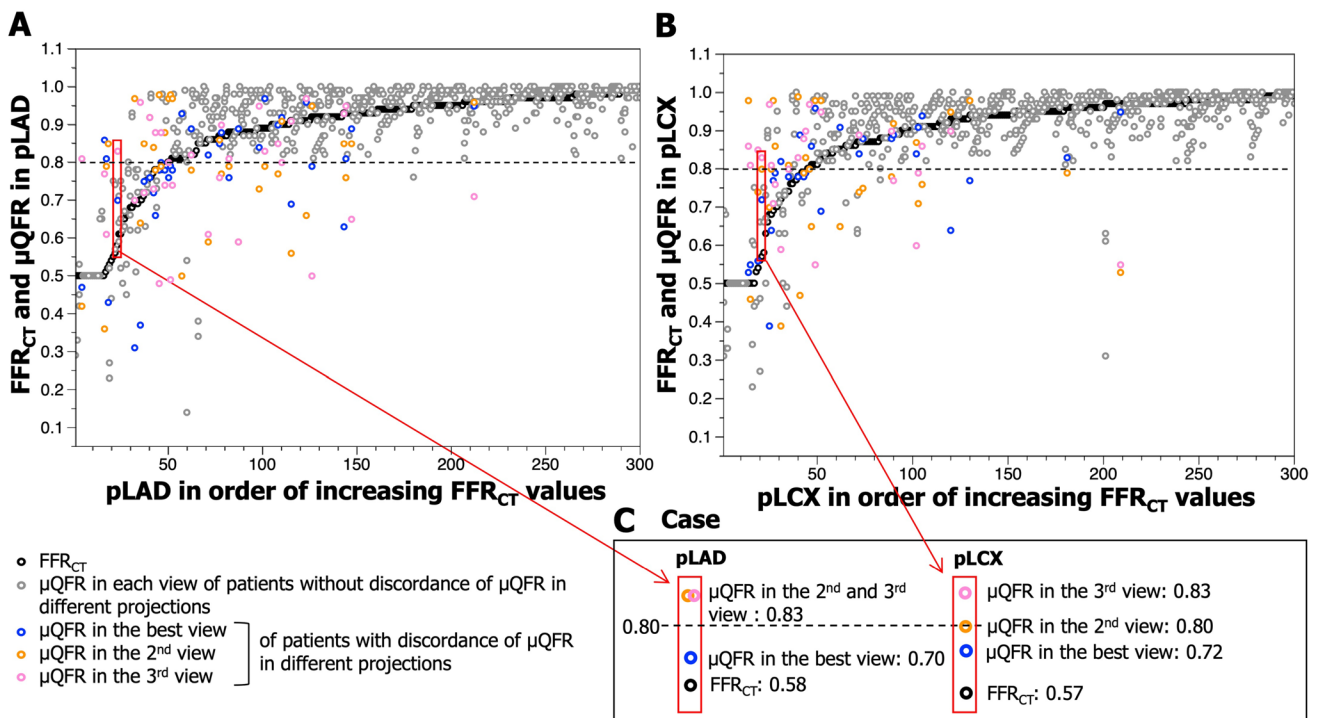 A
FFR_CT and µQFR in pLAD
1.1
1.0
0.9
0.8
0.7
0.6
0.5
0.4
0.3
0.2
0.1
50
100
150
200
250
300
pLAD in order of increasing FFR_CT values
B
FFR_CT and µQFR in pLCX
1.1
1.0
0.9
0.8
0.7
0.6
0.5
0.4
0.3
0.2
0.1
50
100
150
200
250
300
pLCX in order of increasing FFR_CT values
FFR_CT
µQFR in each view of patients without discordance of µQFR in
different projections
µQFR in the best view
µQFR in the 2nd view
µQFR in the 3rd view
of patients with discordance of µQFR
in different projections
C Case
pLAD
µQFR in the 2nd and 3rd
view : 0.83
0.80
µQFR in the best view: 0.70
FFR_CT: 0.58
pLCX
µQFR in the 3rd view: 0.83
µQFR in the 2nd view: 0.80
µQFR in the best view: 0.72
FFR_CT: 0.57